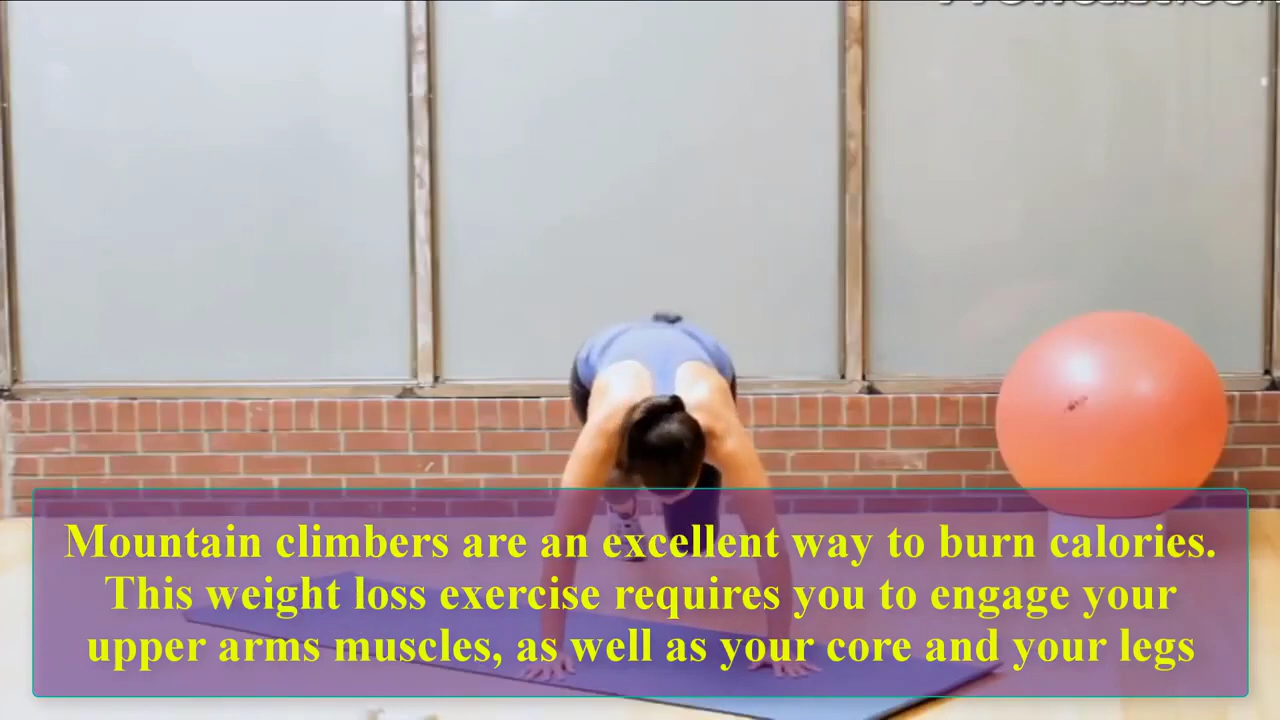 Mountain climbers are an excellent way to burn calories.
This weight loss exercise requires you to engage your
upper arms muscles, as well as your core and your legs